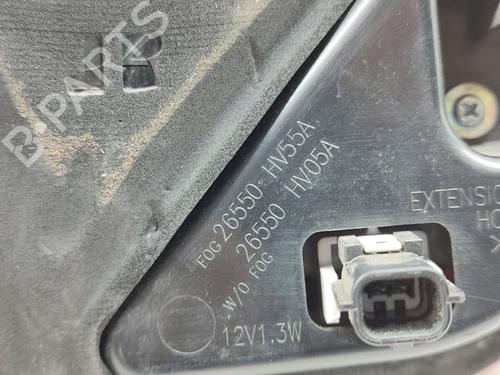 B-PARTS
FOG 26550 HV55A
W/O FOG 26550 HV05A
12V1.3W
EXTENSIO
HO